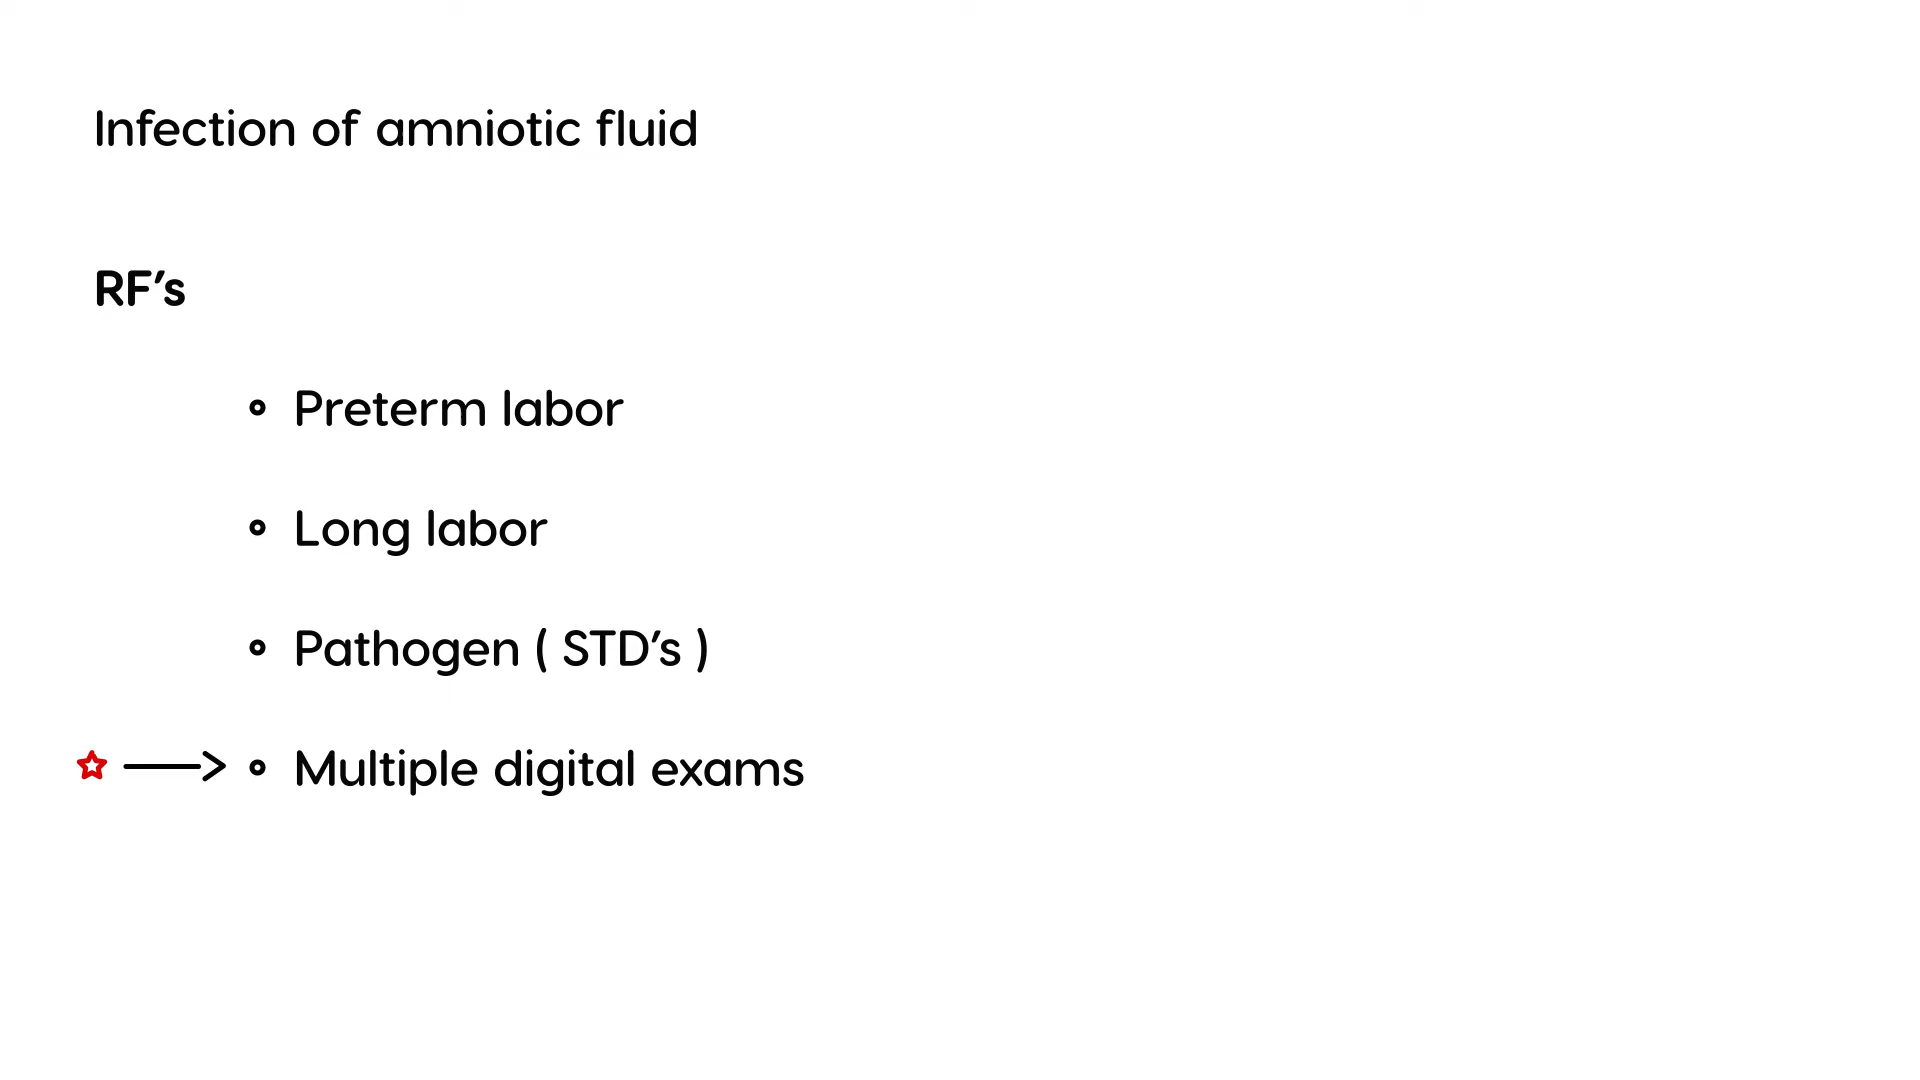 Infection of amniotic fluid
RF's
Preterm labor
Long labor
Pathogen ( STD's )
Multiple digital exams